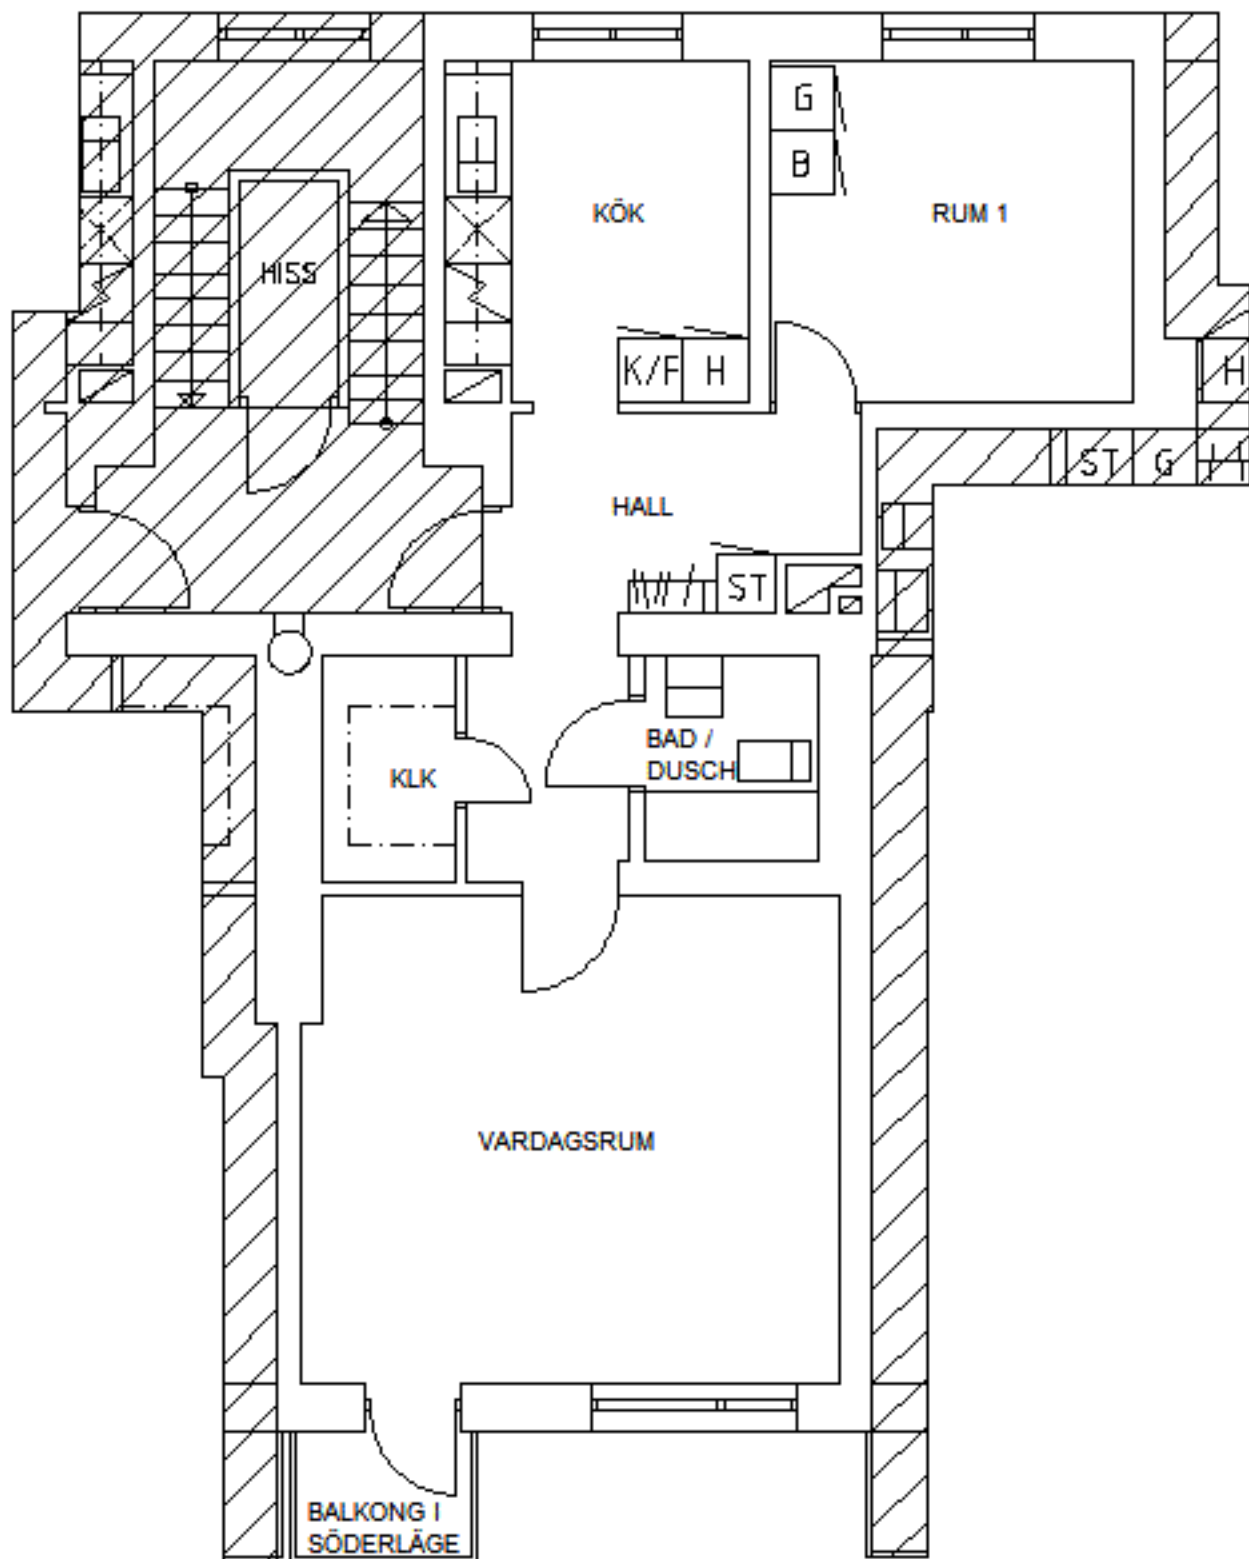 G
B
KÖK
RUM 1
HISS
K/F
H
H
ST
G
HALL
ST
BAD /
DUSCH
KLK
VARDAGSRUM
BALKONG I
SÖDERLÄGE